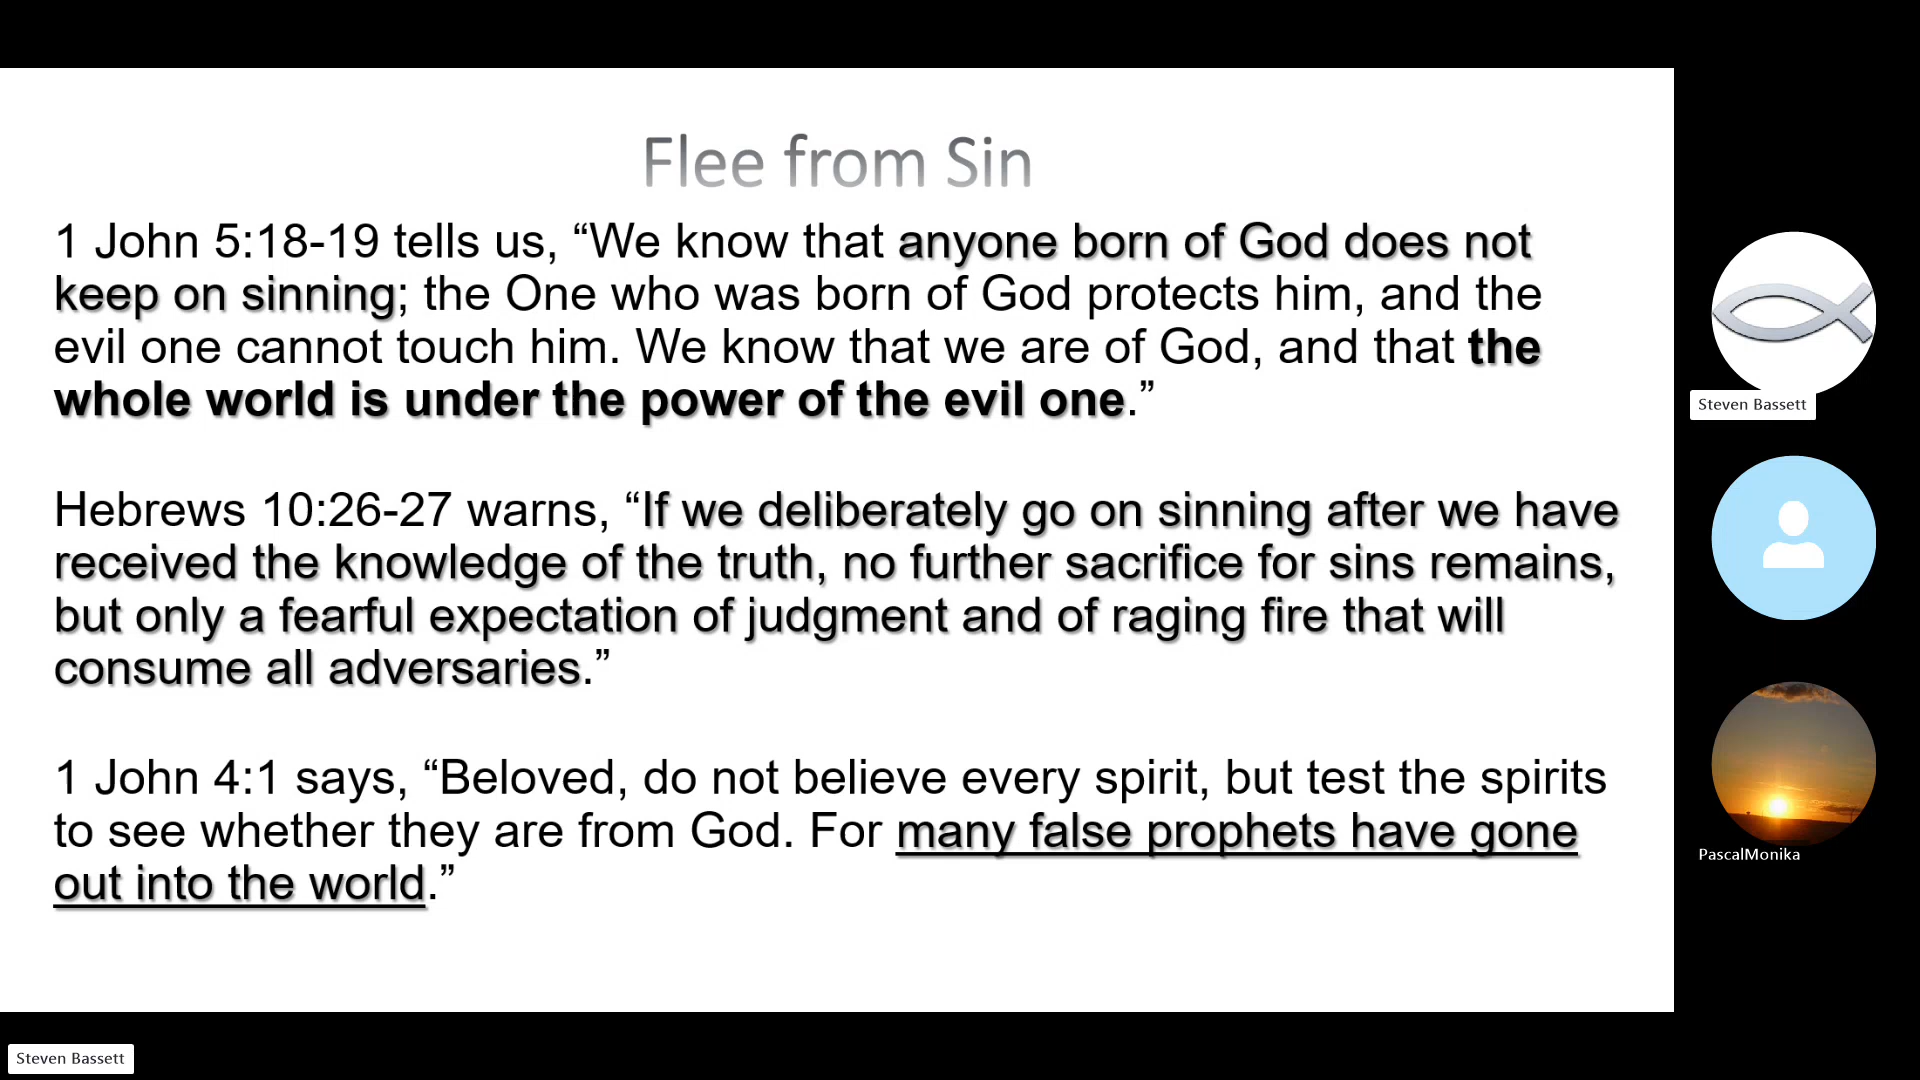 Flee from Sin
1 John 5:18-19 tells us, “We know that anyone born of God does not
keep on sinning; the One who was born of God protects him, and the
evil one cannot touch him. We know that we are of God, and that the
whole world is under the power of the evil one.”
Hebrews 10:26-27 warns, “If we deliberately go on sinning after we have
received the knowledge of the truth, no further sacrifice for sins remains,
but only a fearful expectation of judgment and of raging fire that will
consume all adversaries.”
1 John 4:1 says, “Beloved, do not believe every spirit, but test the spirits
to see whether they are from God. For many false prophets have gone
out into the world.”
Steven Bassett
PascalMonika
Steven Bassett